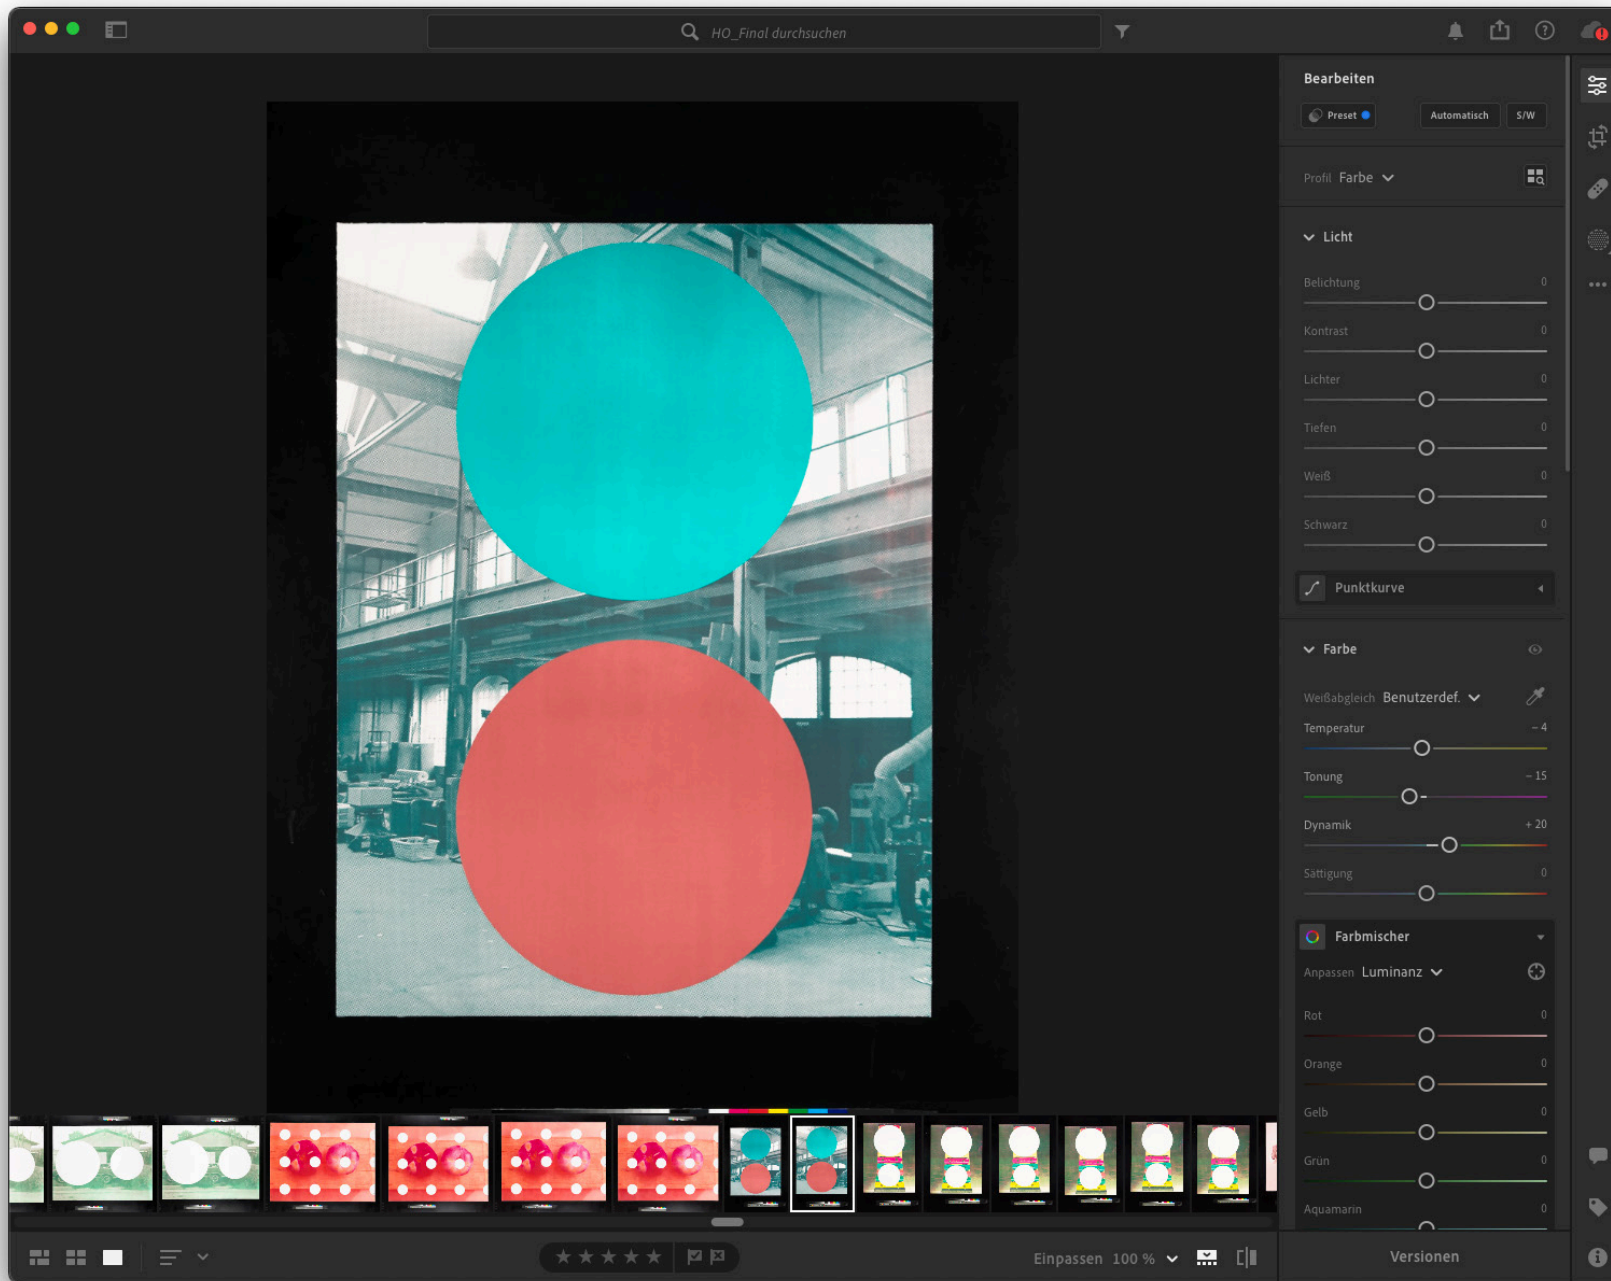 HO_Final durchsuchen
Bearbeiten
Preset
Automatisch
S/W
Profil Farbe
Licht
Belichtung 0
Kontrast 0
Lichter 0
Tiefen 0
Weiß 0
Schwarz 0
Punktkurve
Farbe
Weißabgleich Benutzerdef.
Temperatur – 4
Tonung – 15
Dynamik + 20
Sättigung 0
Farbmischer
Anpassen Luminanz
Rot 0
Orange 0
Gelb 0
Grün 0
Aquamarin 0
Einpassen 100 %
Versionen